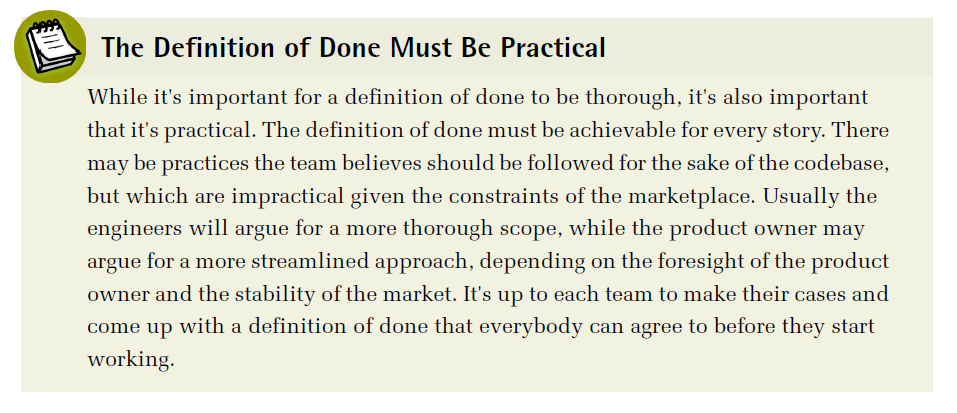 The Definition of Done Must Be Practical
While it's important for a definition of done to be thorough, it's also important
that it's practical. The definition of done must be achievable for every story. There
may be practices the team believes should be followed for the sake of the codebase,
but which are impractical given the constraints of the marketplace. Usually the
engineers will argue for a more thorough scope, while the product owner may
argue for a more streamlined approach, depending on the foresight of the product
owner and the stability of the market. It's up to each team to make their cases and
come up with a definition of done that everybody can agree to before they start
working.